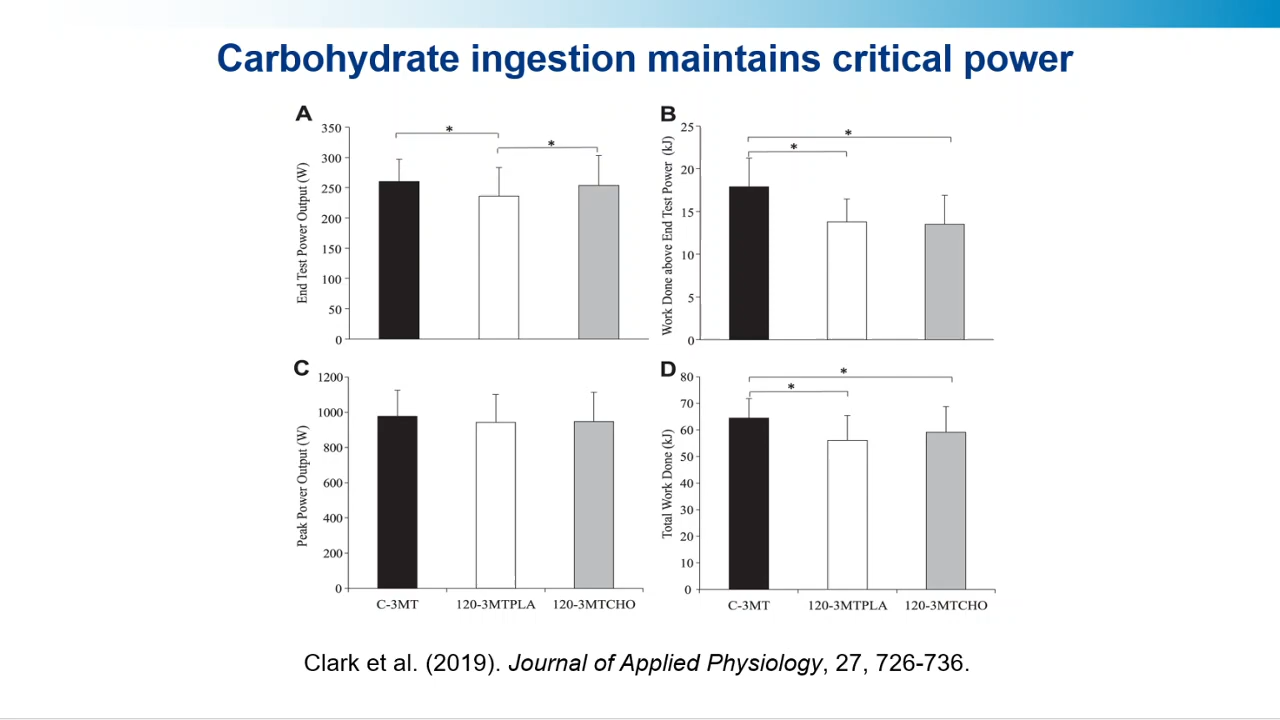 Carbohydrate ingestion maintains critical power
A
350
300
250
200
150
100
50
0
End Test Power Output (W)
*
*
B
25
20
15
10
5
0
Work Done above End Test Power (kJ)
*
*
C
1200
1000
800
600
400
200
0
Peak Power Output (W)
C-3MT
120-3MTPLA
120-3MTCHO
D
80
70
60
50
40
30
20
10
0
Total Work Done (kJ)
*
*
C-3MT
120-3MTPLA
120-3MTCHO
Clark et al. (2019). Journal of Applied Physiology, 27, 726-736.